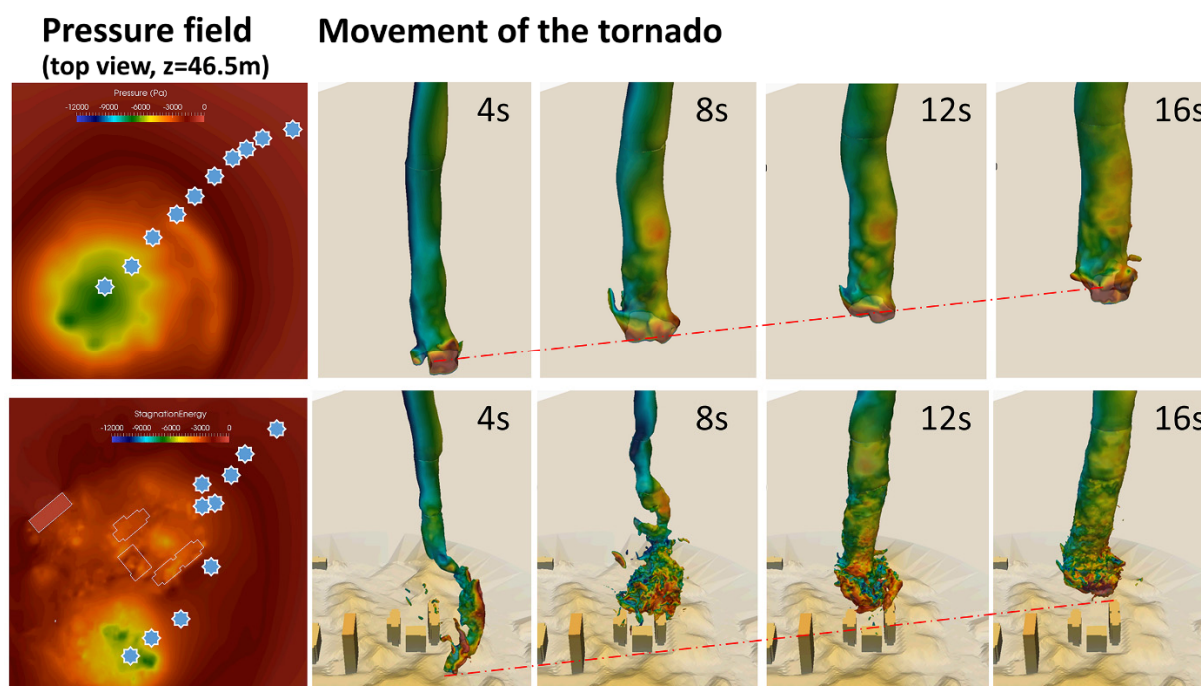 Pressure field
(top view, z=46.5m)
Movement of the tornado
Pressure (Pa)
-12000 -9000 -6000 -3000 0
4s
8s
12s
16s
StagnationEnergy
-12000 -9000 -6000 -3000 0
4s
8s
12s
16s